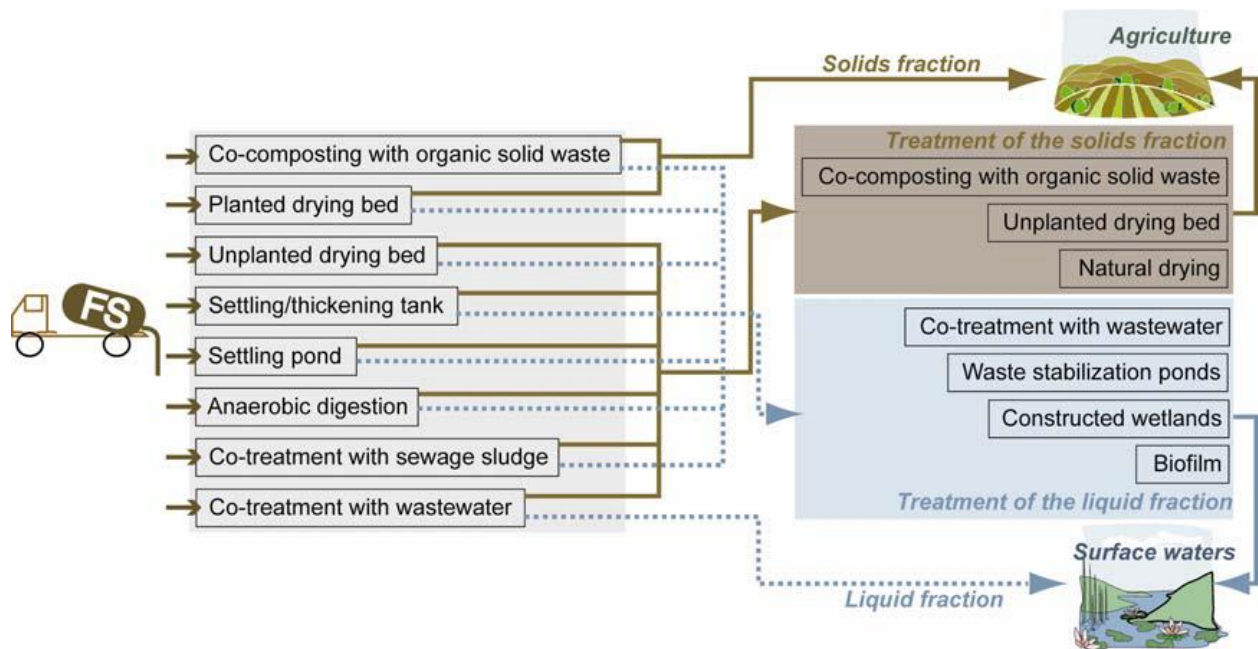 Agriculture
Solids fraction
Treatment of the solids fraction
Co-composting with organic solid waste
Co-composting with organic solid waste
Planted drying bed
Unplanted drying bed
Unplanted drying bed
Natural drying
FS
Settling/thickening tank
Co-treatment with wastewater
Settling pond
Waste stabilization ponds
Anaerobic digestion
Constructed wetlands
Co-treatment with sewage sludge
Biofilm
Co-treatment with wastewater
Treatment of the liquid fraction
Surface waters
Liquid fraction